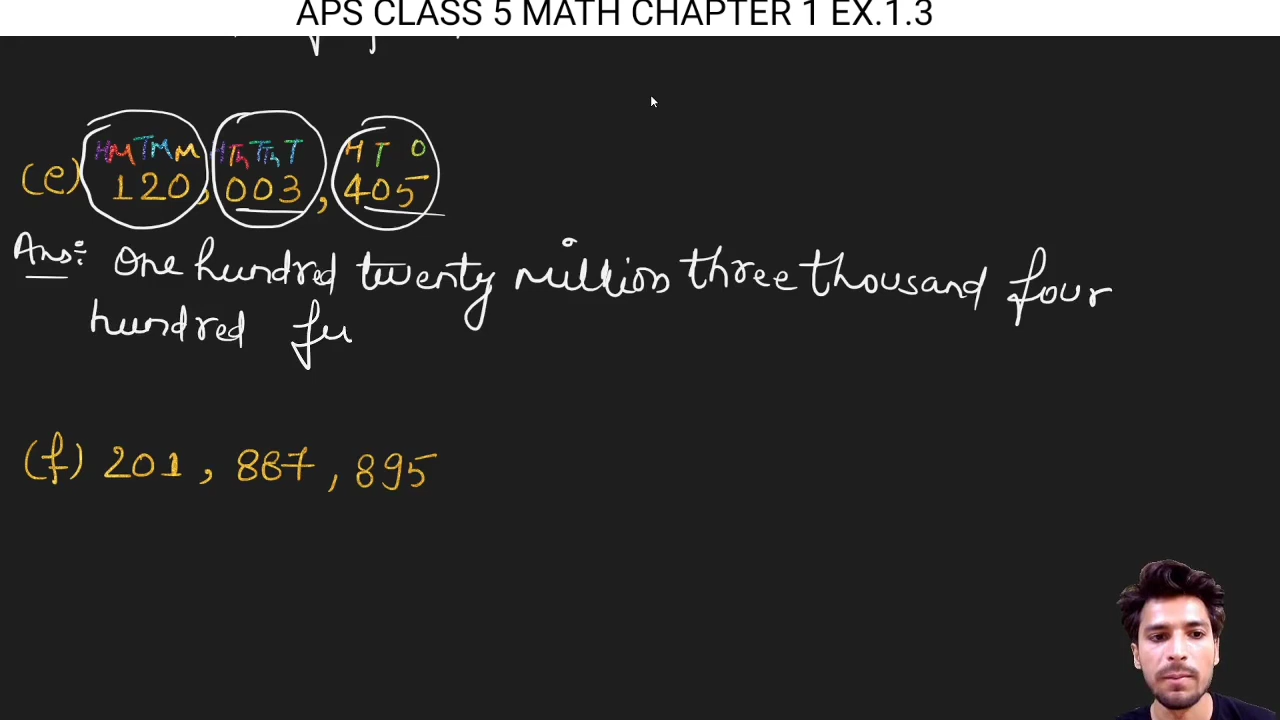 APS CLASS 5 MATH CHAPTER 1 EX.1.3
HM TM M HTh TTh T H T O
(e) 120, 003, 405
Ans: One hundred twenty million three thousand four
hundred
(f) 201, 887, 895